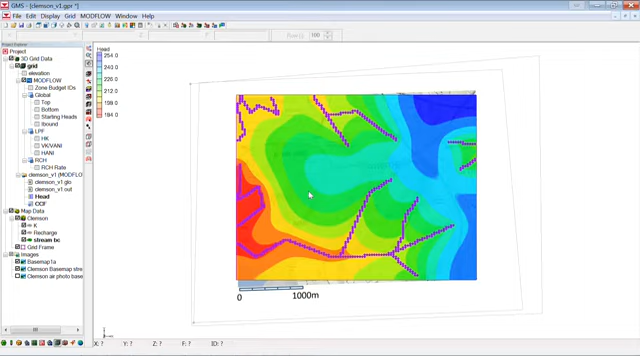 GMS - [clemson_v1.gpr *]
File Edit Display Grid MODFLOW Window Help
100
Project Explorer
Project
3D Grid Data
grid
elevation
MODFLOW
Zone Budget IDs
Global
Top
Bottom
Starting Heads
Ibound
LPF
HK
VK/VANI
HANI
RCH
RCH Rate
clemson_v1 (MODFLOW)
clemson_v1.glo
clemson_v1.out
Head
CCF
Map Data
Clemson
K
Recharge
stream bc
Grid Frame
Images
Basemap1a
Clemson Basemap stre
Clemson air photo base
Head
254.0
240.0
226.0
212.0
198.0
184.0
0 1000m
X: ? Y: ? Z: ? F: ? ID: ?